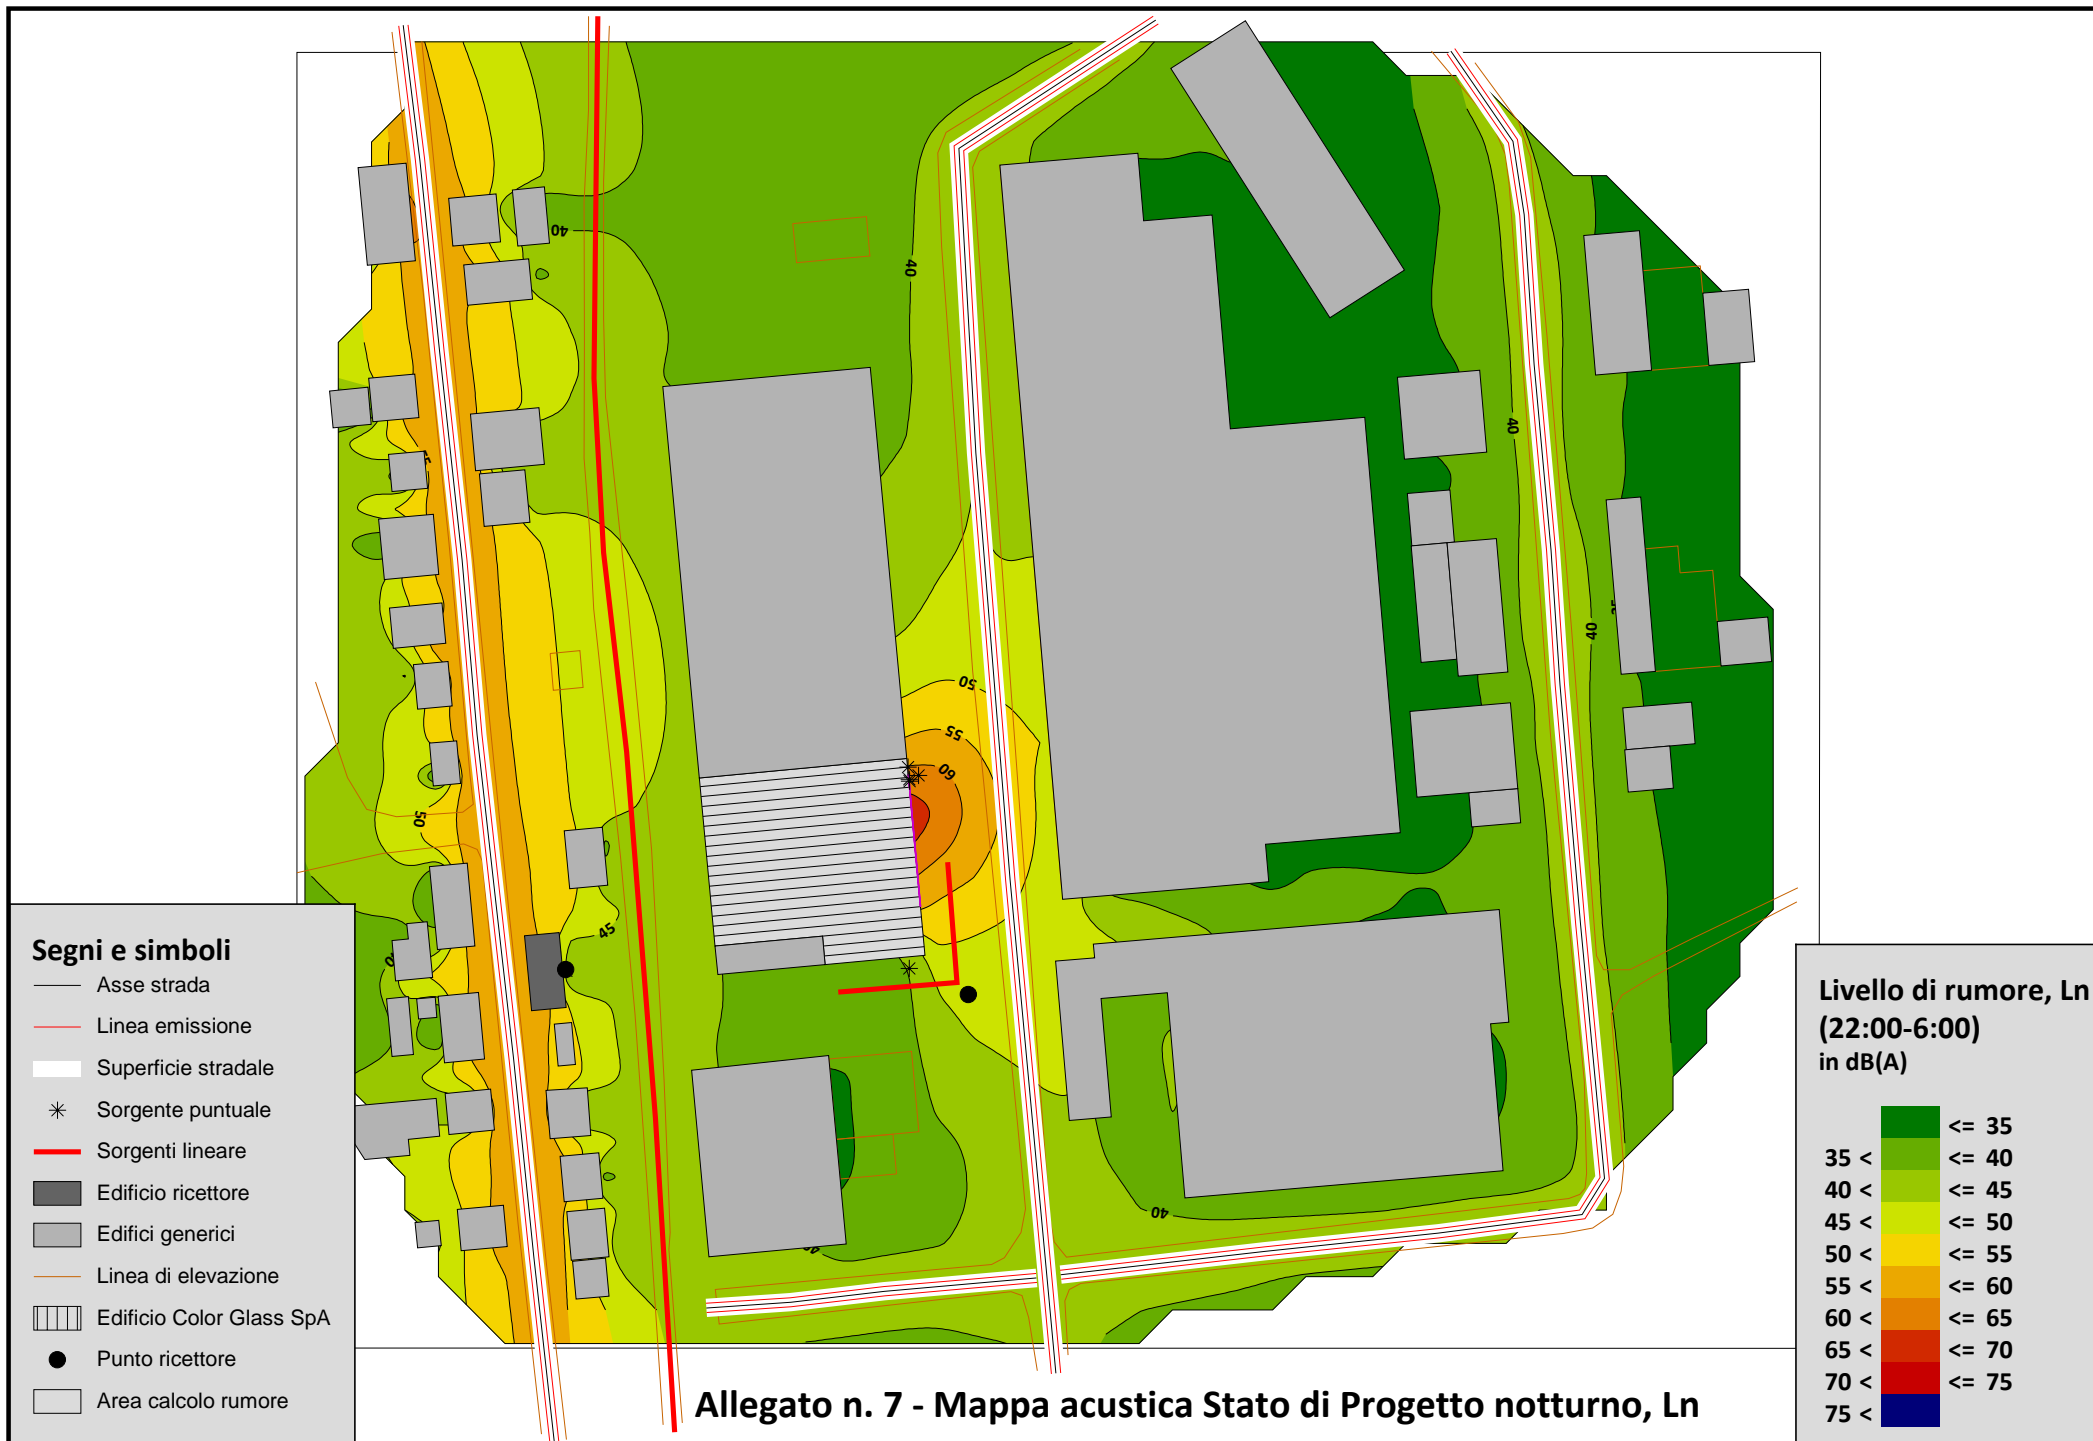 40
40
40
55
50
55
60
40
35
50
45
40
40
Segni e simboli
Asse strada
Linea emissione
Superficie stradale
Sorgente puntuale
Sorgenti lineare
Edificio ricettore
Edifici generici
Linea di elevazione
Edificio Color Glass SpA
Punto ricettore
Area calcolo rumore
Livello di rumore, Ln
(22:00-6:00)
in dB(A)
<= 35
35 < <= 40
40 < <= 45
45 < <= 50
50 < <= 55
55 < <= 60
60 < <= 65
65 < <= 70
70 < <= 75
75 <
Allegato n. 7 - Mappa acustica Stato di Progetto notturno, Ln